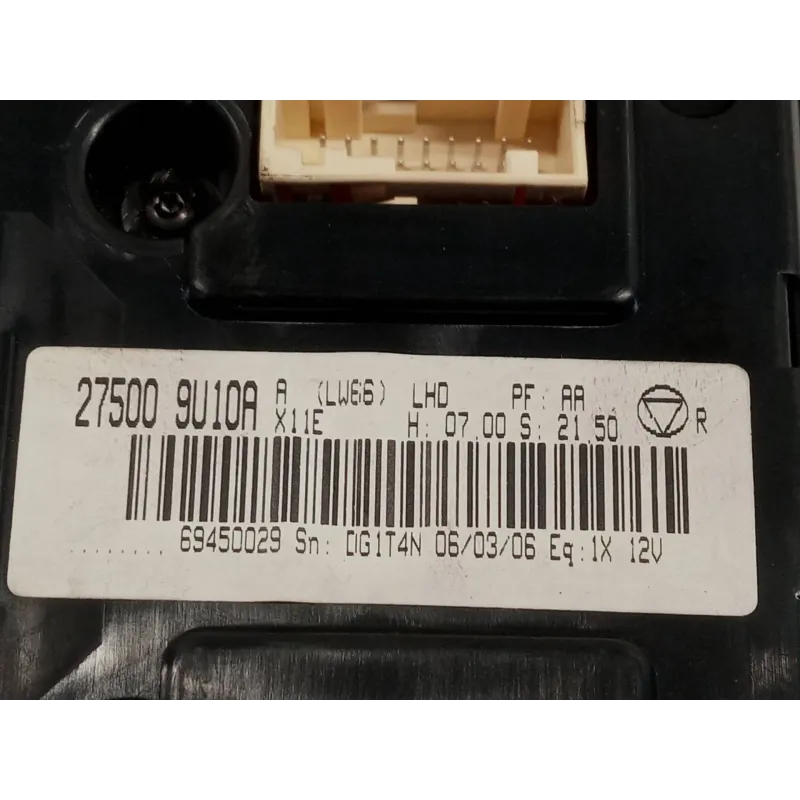 27500 9U10A A (LW66) LHD PF: AA
X11E H: 07.00 S: 21.50 R
........ 69450029 Sn: DG1T4N 06/03/06 Eq:1X 12V